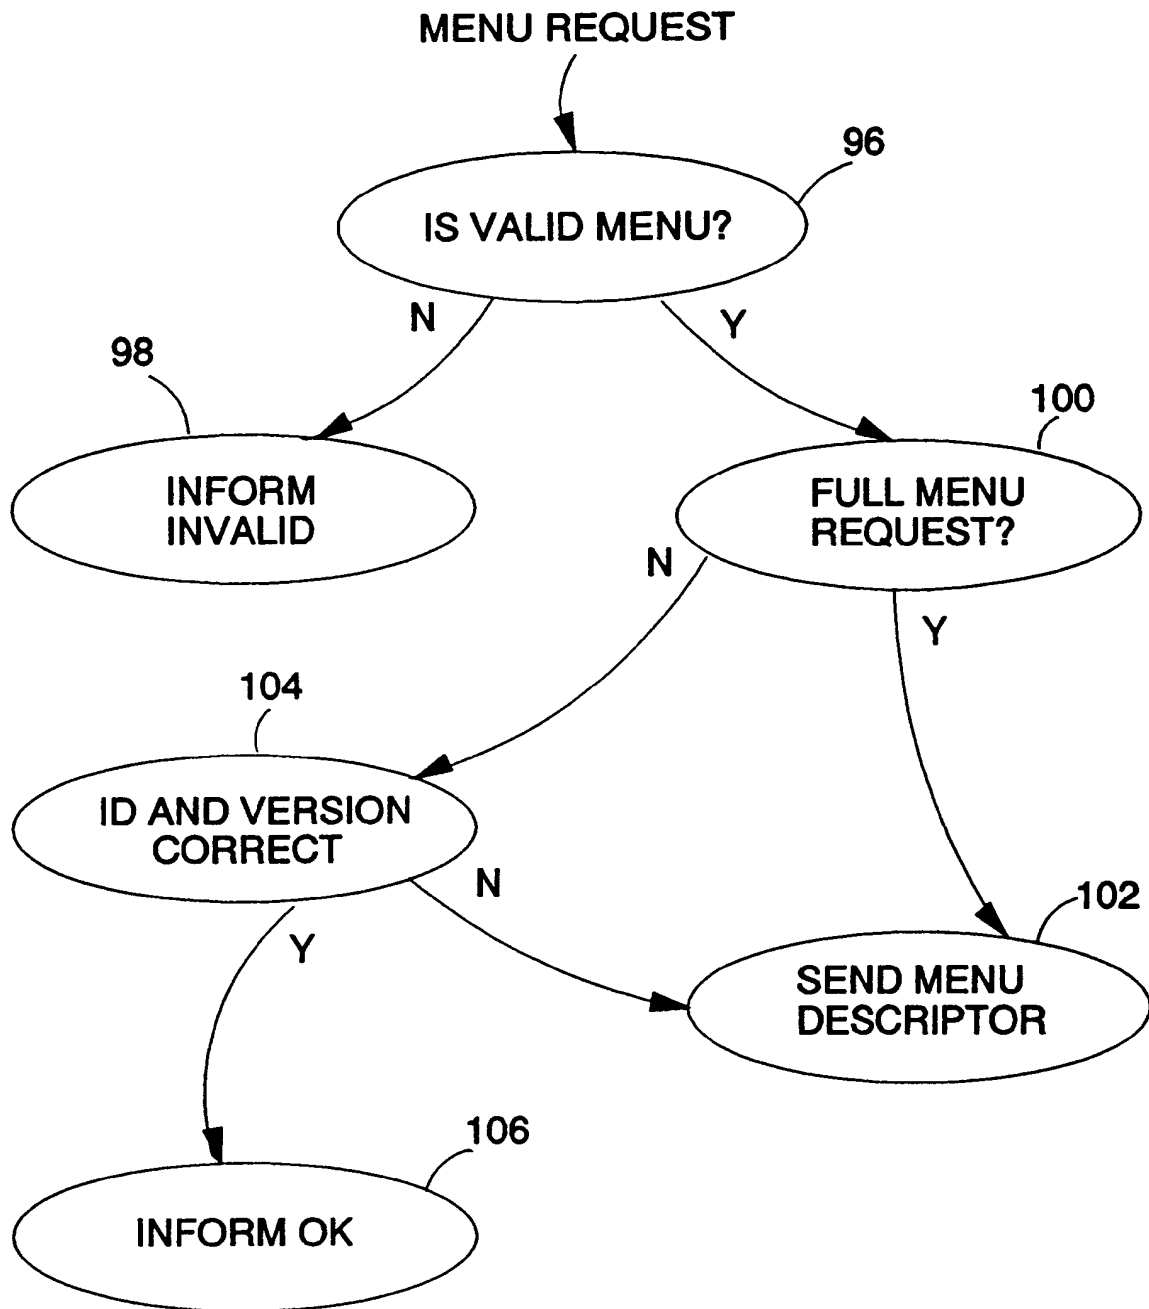 MENU REQUEST
96
IS VALID MENU?
N
Y
98
100
INFORM
INVALID
FULL MENU
REQUEST?
N
Y
104
ID AND VERSION
CORRECT
N
102
Y
SEND MENU
DESCRIPTOR
106
INFORM OK